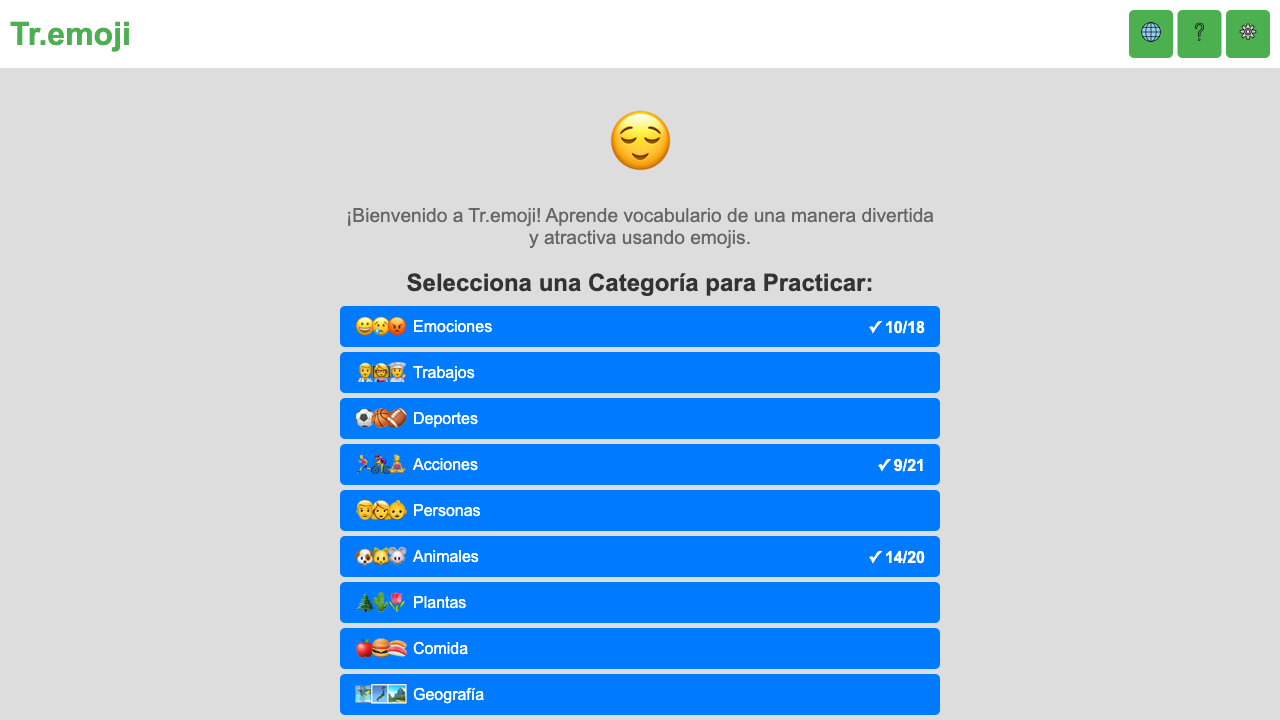 Tr.emoji
¡Bienvenido a Tr.emoji! Aprende vocabulario de una manera divertida
y atractiva usando emojis.
Selecciona una Categoría para Practicar:
Emociones ✓ 10/18
Trabajos
Deportes
Acciones ✓ 9/21
Personas
Animales ✓ 14/20
Plantas
Comida
Geografía